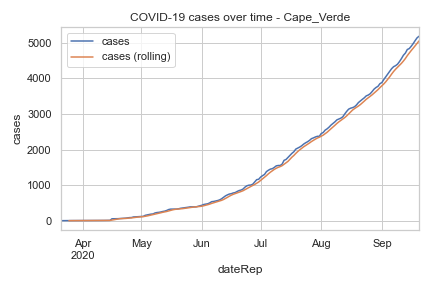 COVID-19 cases over time - Cape_Verde
cases
cases (rolling)
5000
4000
3000
2000
1000
0
cases
Apr
2020
May
Jun
Jul
Aug
Sep
dateRep